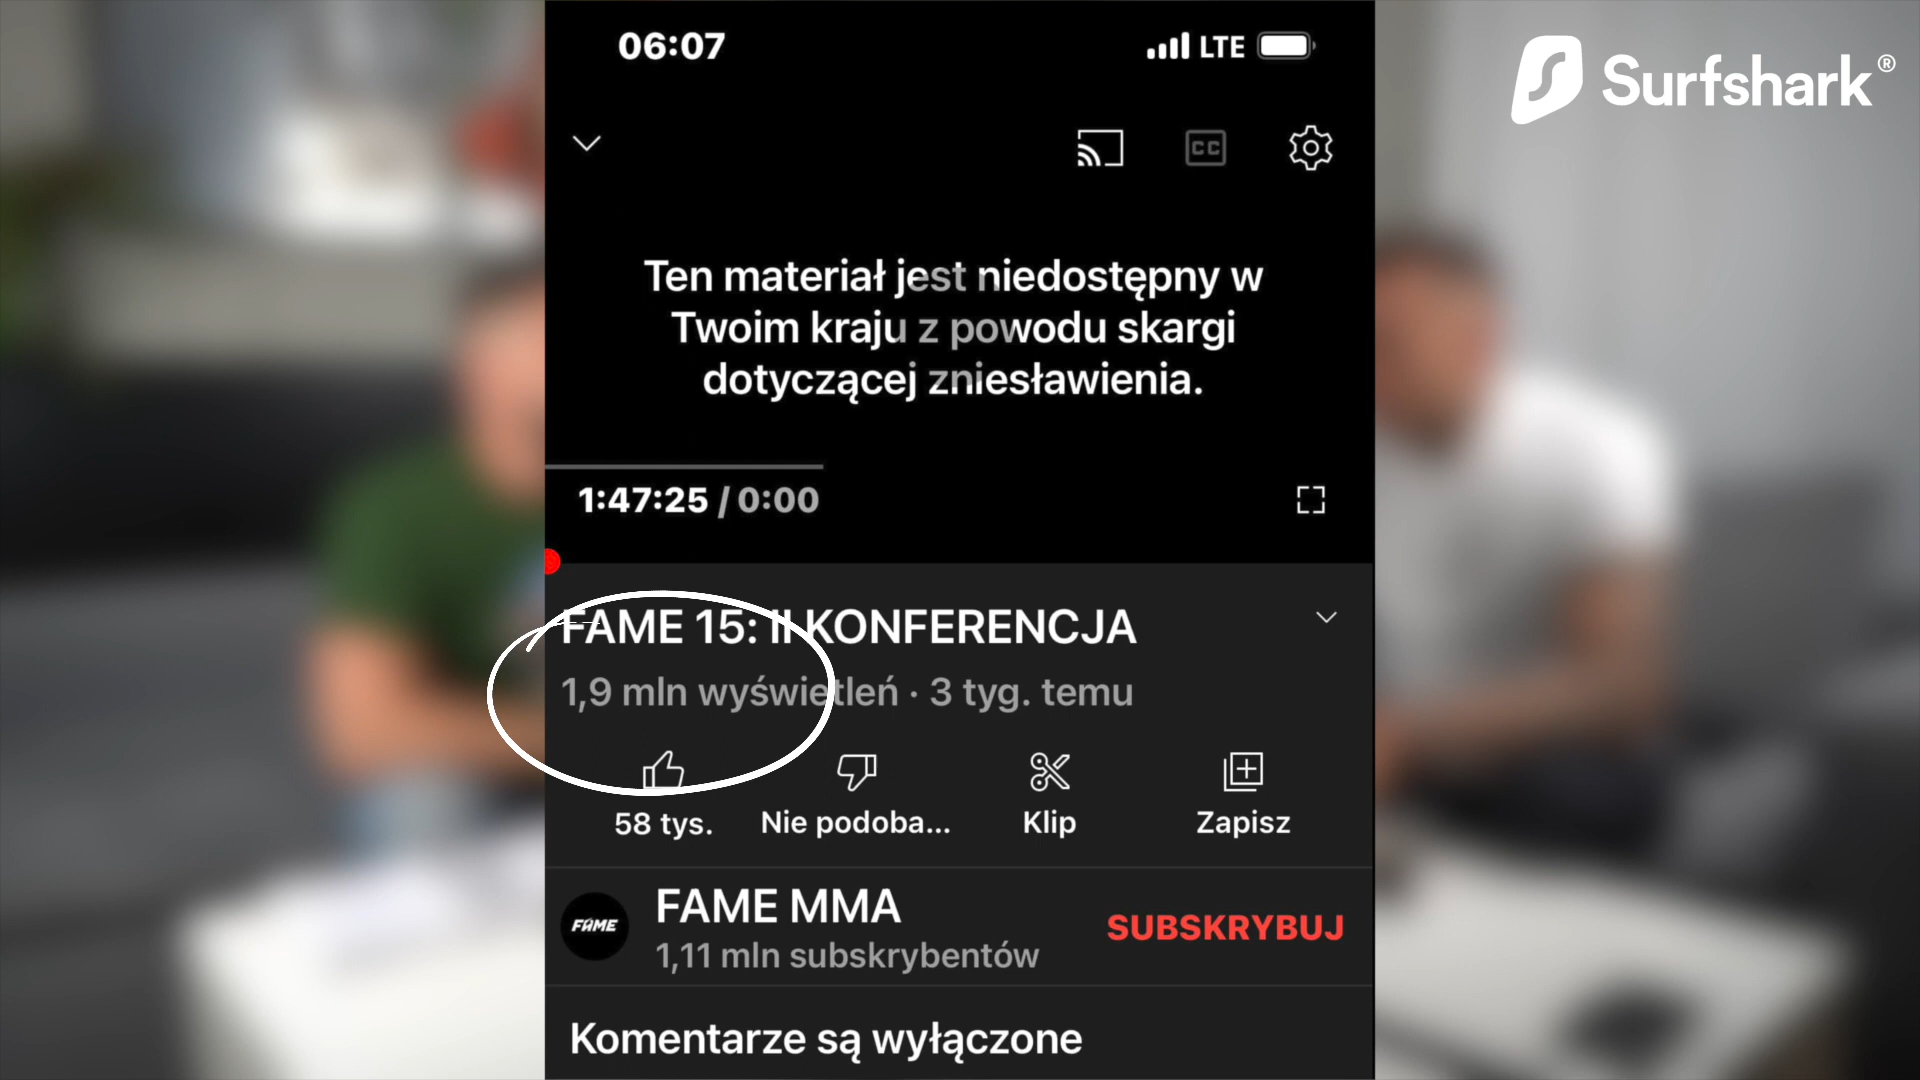 06:07
LTE
Surfshark®
CC
Ten materiał jest niedostępny w
Twoim kraju z powodu skargi
dotyczącej zniesławienia.
1:47:25 / 0:00
FAME 15: II KONFERENCJA
1,9 mln wyświetleń · 3 tyg. temu
58 tys.
Nie podoba...
Klip
Zapisz
FAME
FAME MMA
1,11 mln subskrybentów
SUBSKRYBUJ
Komentarze są wyłączone